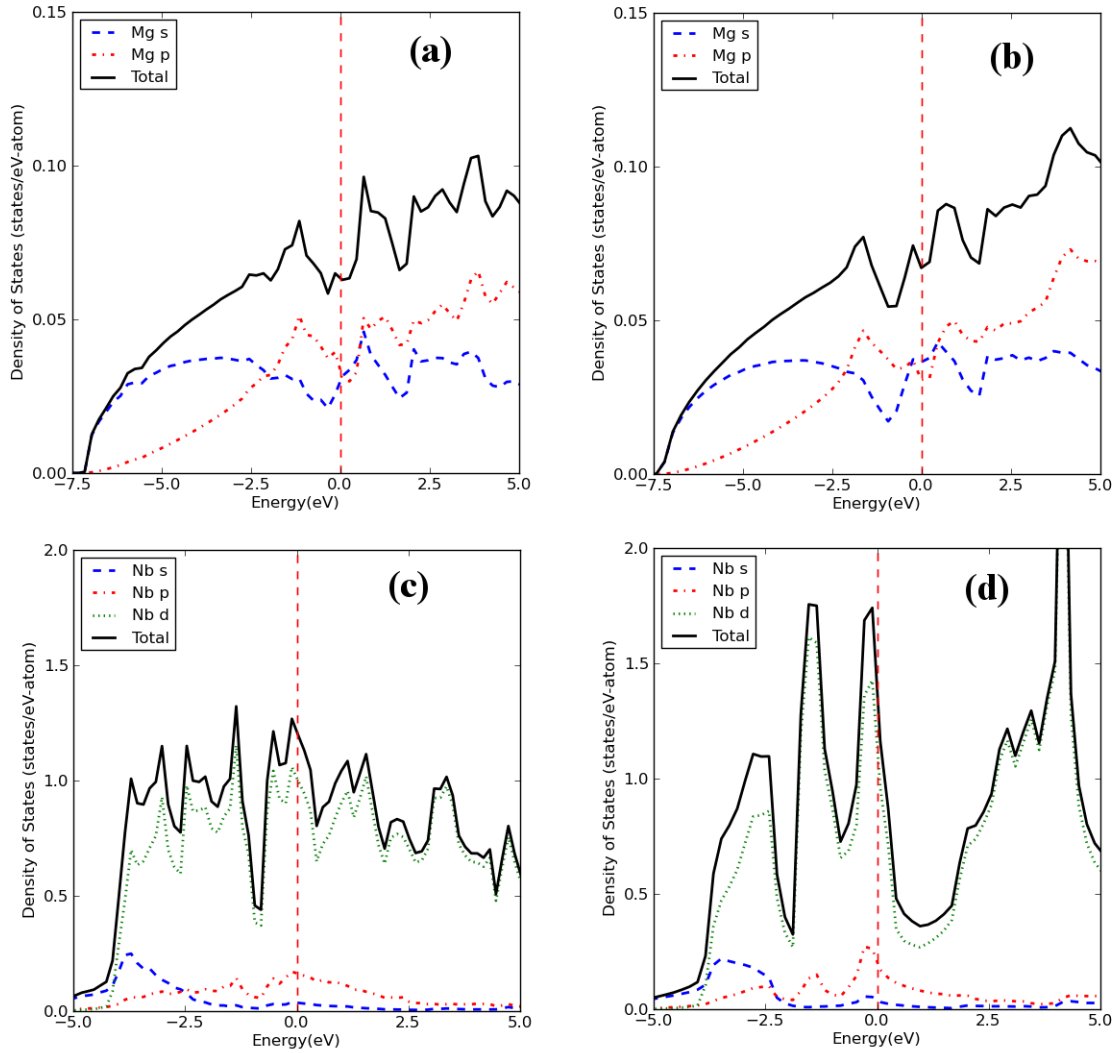 0.15
0.10
0.05
0.00
Density of States (states/eV-atom)
Mg s
Mg p
Total
(a)
−7.5 −5.0 −2.5 0.0 2.5 5.0
Energy(eV)
0.15
0.10
0.05
0.00
Density of States (states/eV-atom)
Mg s
Mg p
Total
(b)
−7.5 −5.0 −2.5 0.0 2.5 5.0
Energy(eV)
2.0
1.5
1.0
0.5
0.0
Density of States (states/eV-atom)
Nb s
Nb p
Nb d
Total
(c)
−5.0 −2.5 0.0 2.5 5.0
Energy(eV)
2.0
1.5
1.0
0.5
0.0
Density of States (states/eV-atom)
Nb s
Nb p
Nb d
Total
(d)
−5.0 −2.5 0.0 2.5 5.0
Energy(eV)